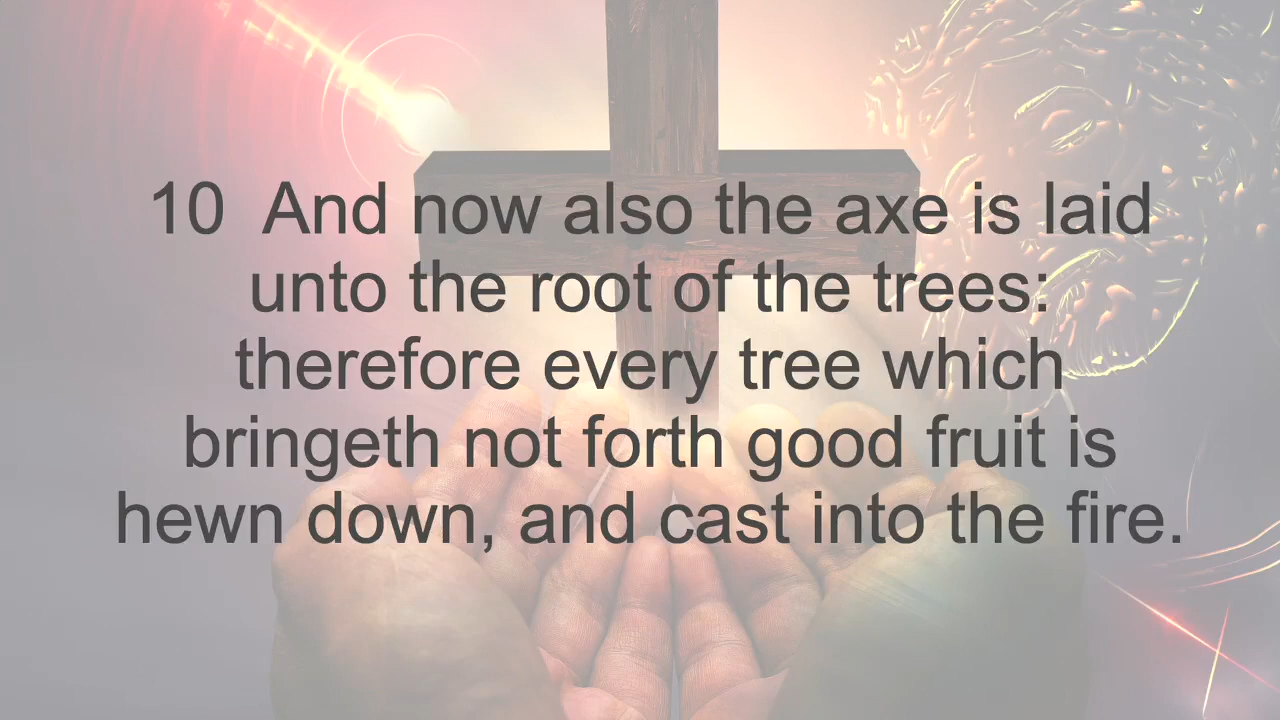 10  And now also the axe is laid
unto the root of the trees:
therefore every tree which
bringeth not forth good fruit is
hewn down, and cast into the fire.